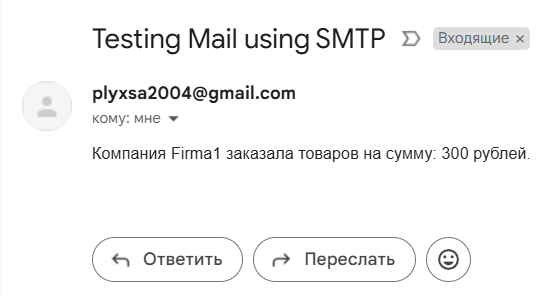 Testing Mail using SMTP Входящие ×
plyxsa2004@gmail.com
кому: мне
Компания Firma1 заказала товаров на сумму: 300 рублей.
Ответить Переслать